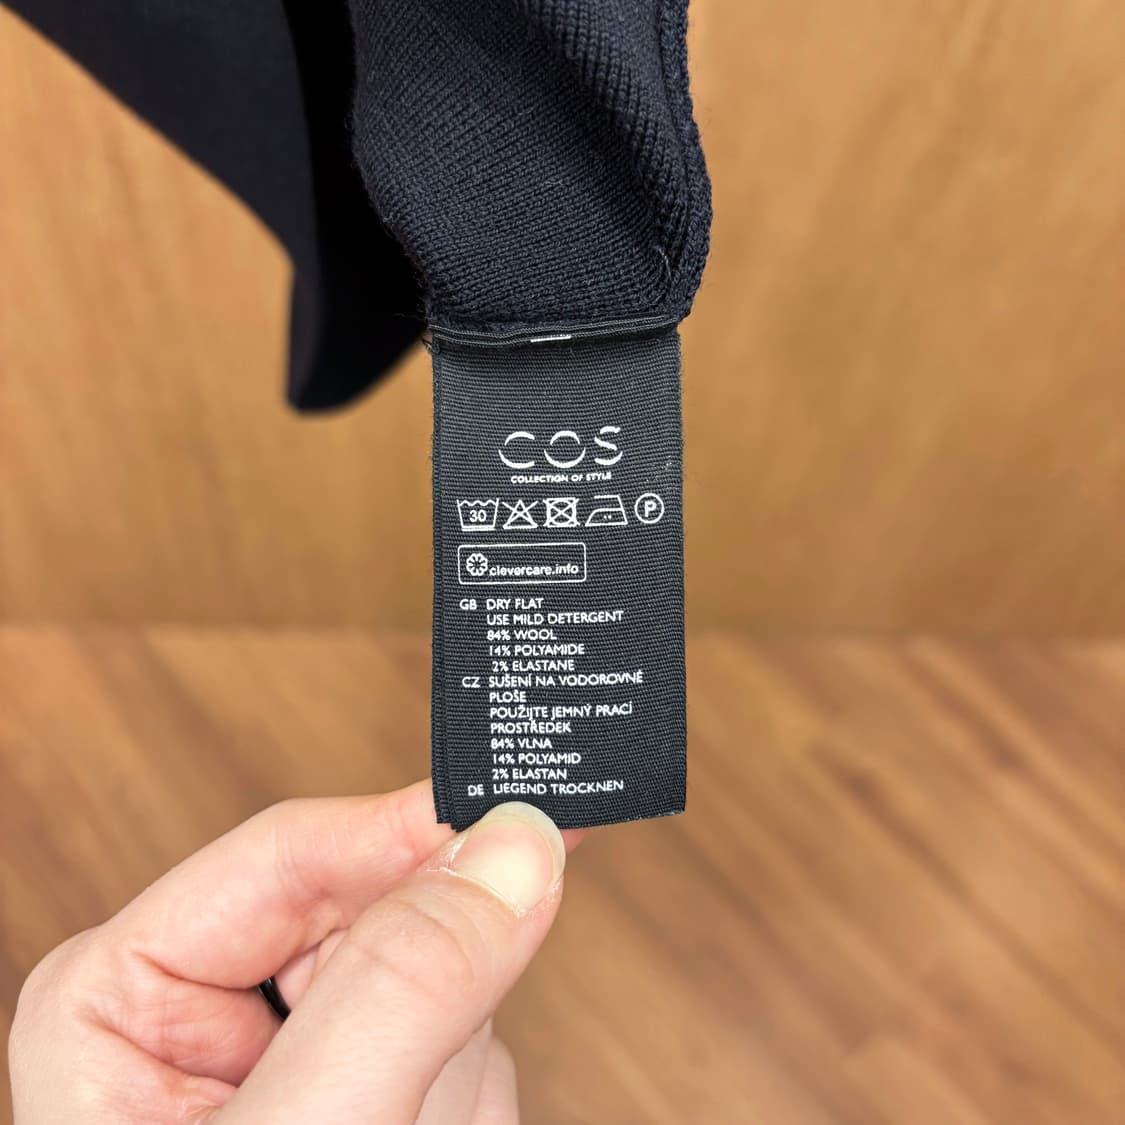 COS
COLLECTION OF STYLE
30 P
clevercare.info
GB DRY FLAT
USE MILD DETERGENT
84% WOOL
14% POLYAMIDE
2% ELASTANE
CZ SUŠENÍ NA VODOROVNÉ
PLOŠE
POUŽIJTE JEMNÝ PRACÍ
PROSTŘEDEK
84% VLNA
14% POLYAMID
2% ELASTAN
DE LIEGEND TROCKNEN